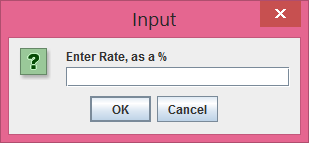 Input
Enter Rate, as a %
OK
Cancel